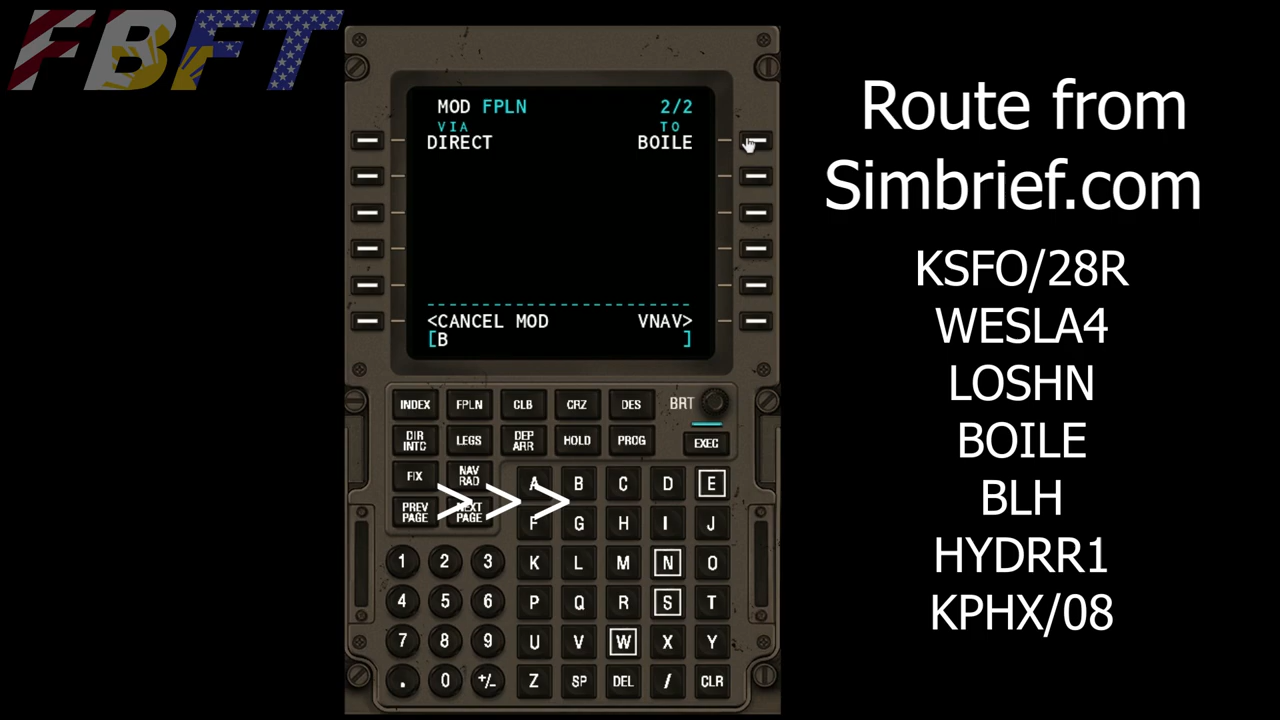 FBFT
MOD FPLN 2/2
VIA TO
DIRECT BOILE
<CANCEL MOD VNAV>
[B ]
INDEX FPLN CLB CRZ DES BRT
DIR INTC LEGS DEP ARR HOLD PROG EXEC
FIX NAV RAD A B C D E
PREV PAGE NEXT PAGE F G H I J
>>>
1 2 3 K L M N O
4 5 6 P Q R S T
7 8 9 U V W X Y
. 0 +/- Z SP DEL / CLR
Route from
Simbrief.com
KSFO/28R
WESLA4
LOSHN
BOILE
BLH
HYDRR1
KPHX/08